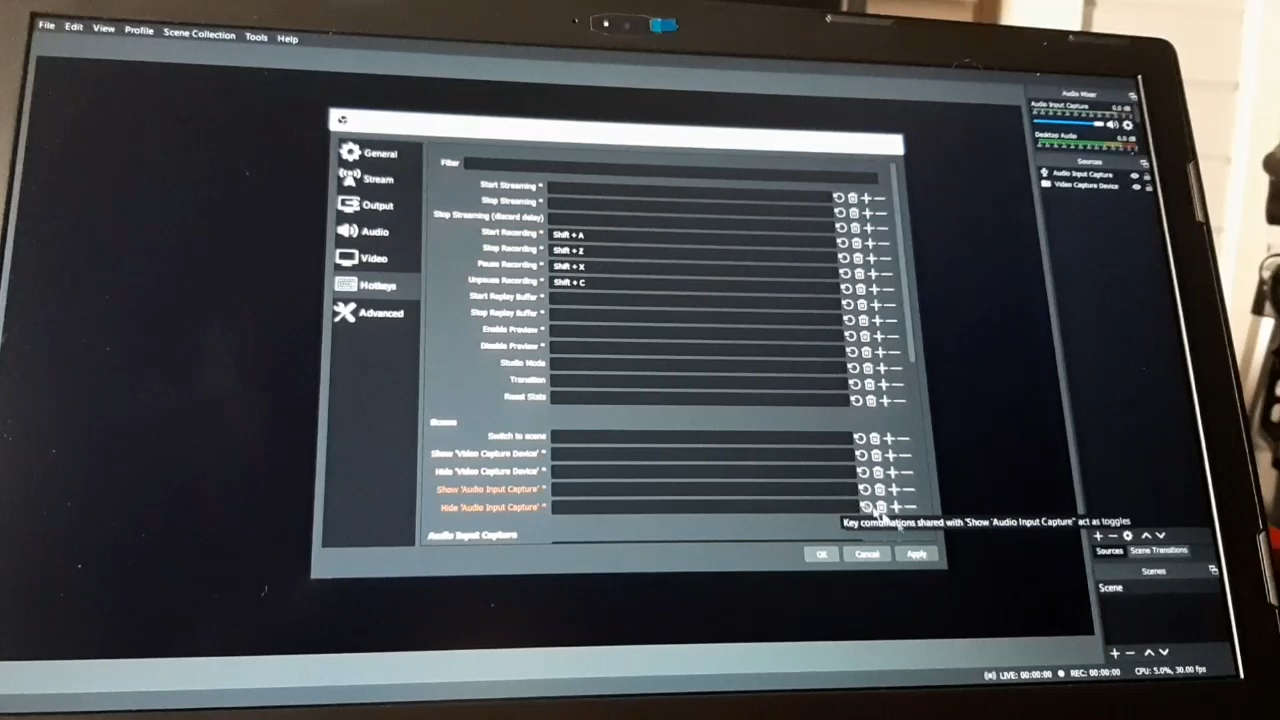 File Edit View Profile Scene Collection Tools Help
Audio Mixer
Audio Input Capture 0.0 dB
Desktop Audio 0.0 dB
Sources
Audio Input Capture
Video Capture Device
General
Stream
Output
Audio
Video
Hotkeys
Advanced
Filter
Start Streaming *
Stop Streaming *
Stop Streaming (discard delay)
Start Recording * Shift + A
Stop Recording * Shift + Z
Pause Recording * Shift + X
Unpause Recording * Shift + C
Start Replay Buffer *
Stop Replay Buffer *
Enable Preview *
Disable Preview *
Studio Mode
Transition
Reset Stats
Scene
Switch to scene
Show 'Video Capture Device' *
Hide 'Video Capture Device' *
Show 'Audio Input Capture' *
Hide 'Audio Input Capture' *
Key combinations shared with 'Show 'Audio Input Capture'' act as toggles
Audio Input Capture
OK Cancel Apply
Sources Scene Transitions
Scenes
Scene
LIVE: 00:00:00 REC: 00:00:00 CPU: 5.0%, 30.00 fps